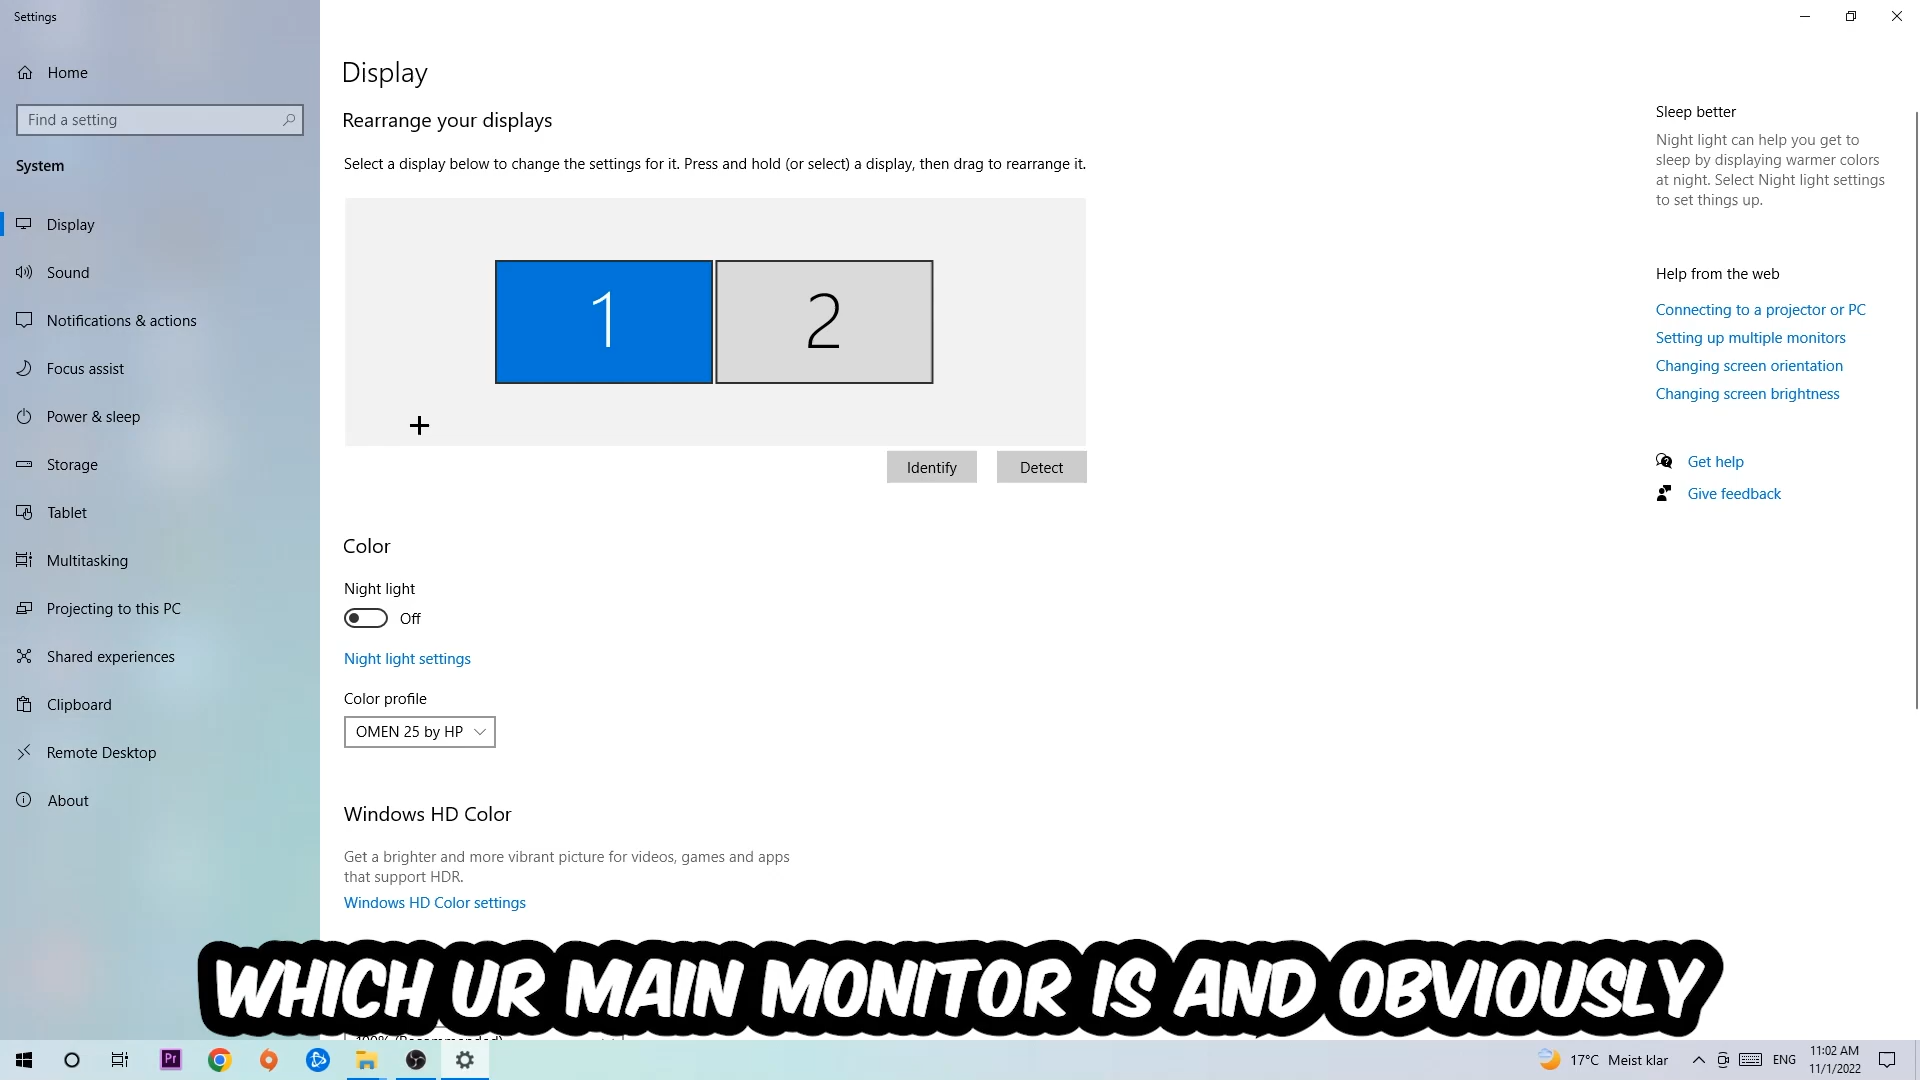 Settings
Home
Find a setting
System
Display
Sound
Notifications & actions
Focus assist
Power & sleep
Storage
Tablet
Multitasking
Projecting to this PC
Shared experiences
Clipboard
Remote Desktop
About
Display
Rearrange your displays
Select a display below to change the settings for it. Press and hold (or select) a display, then drag to rearrange it.
1
2
Identify
Detect
Color
Night light
Off
Night light settings
Color profile
OMEN 25 by HP
Windows HD Color
Get a brighter and more vibrant picture for videos, games and apps
that support HDR.
Windows HD Color settings
Sleep better
Night light can help you get to
sleep by displaying warmer colors
at night. Select Night light settings
to set things up.
Help from the web
Connecting to a projector or PC
Setting up multiple monitors
Changing screen orientation
Changing screen brightness
Get help
Give feedback
WHICH UR MAIN MONITOR IS AND OBVIOUSLY
100% (Recommended)
Pr
17°C Meist klar
ENG
11:02 AM
11/1/2022